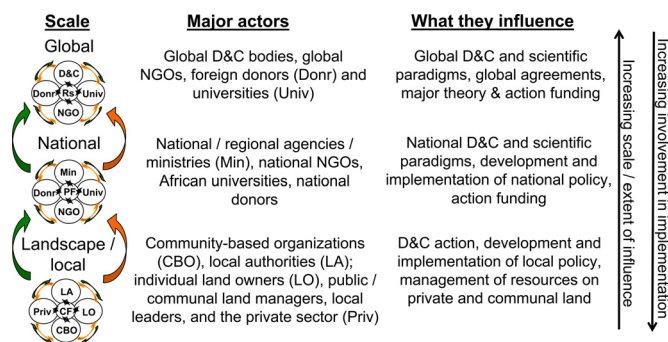 Scale
Major actors
What they influence
Global
D&C
Donr
Rs
Univ
NGO
Global D&C bodies, global
NGOs, foreign donors (Donr) and
universities (Univ)
Global D&C and scientific
paradigms, global agreements,
major theory & action funding
National
Min
Donr
PF
Univ
NGO
National / regional agencies /
ministries (Min), national NGOs,
African universities, national
donors
National D&C and scientific
paradigms, development and
implementation of national policy,
action funding
Landscape /
local
LA
Priv
CF
LO
CBO
Community-based organizations
(CBO), local authorities (LA);
individual land owners (LO), public /
communal land managers, local
leaders, and the private sector (Priv)
D&C action, development and
implementation of local policy,
management of resources on
private and communal land
Increasing scale / extent of influence
Increasing involvement in implementation